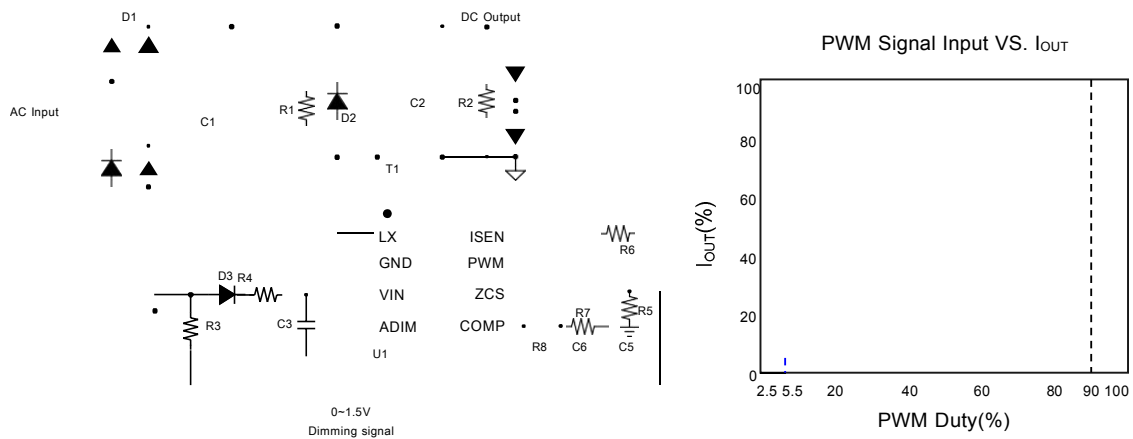 D1
DC Output
AC Input
C1
R1
D2
C2
R2
T1
LX
ISEN
R6
GND
PWM
D3
R4
VIN
ZCS
R3
C3
R7
R5
ADIM
COMP
R8
C6
C5
U1
0~1.5V
Dimming signal
PWM Signal Input VS. IOUT
100
80
60
40
20
0
IOUT(%)
2.5 5.5 20 40 60 80 90 100
PWM Duty(%)